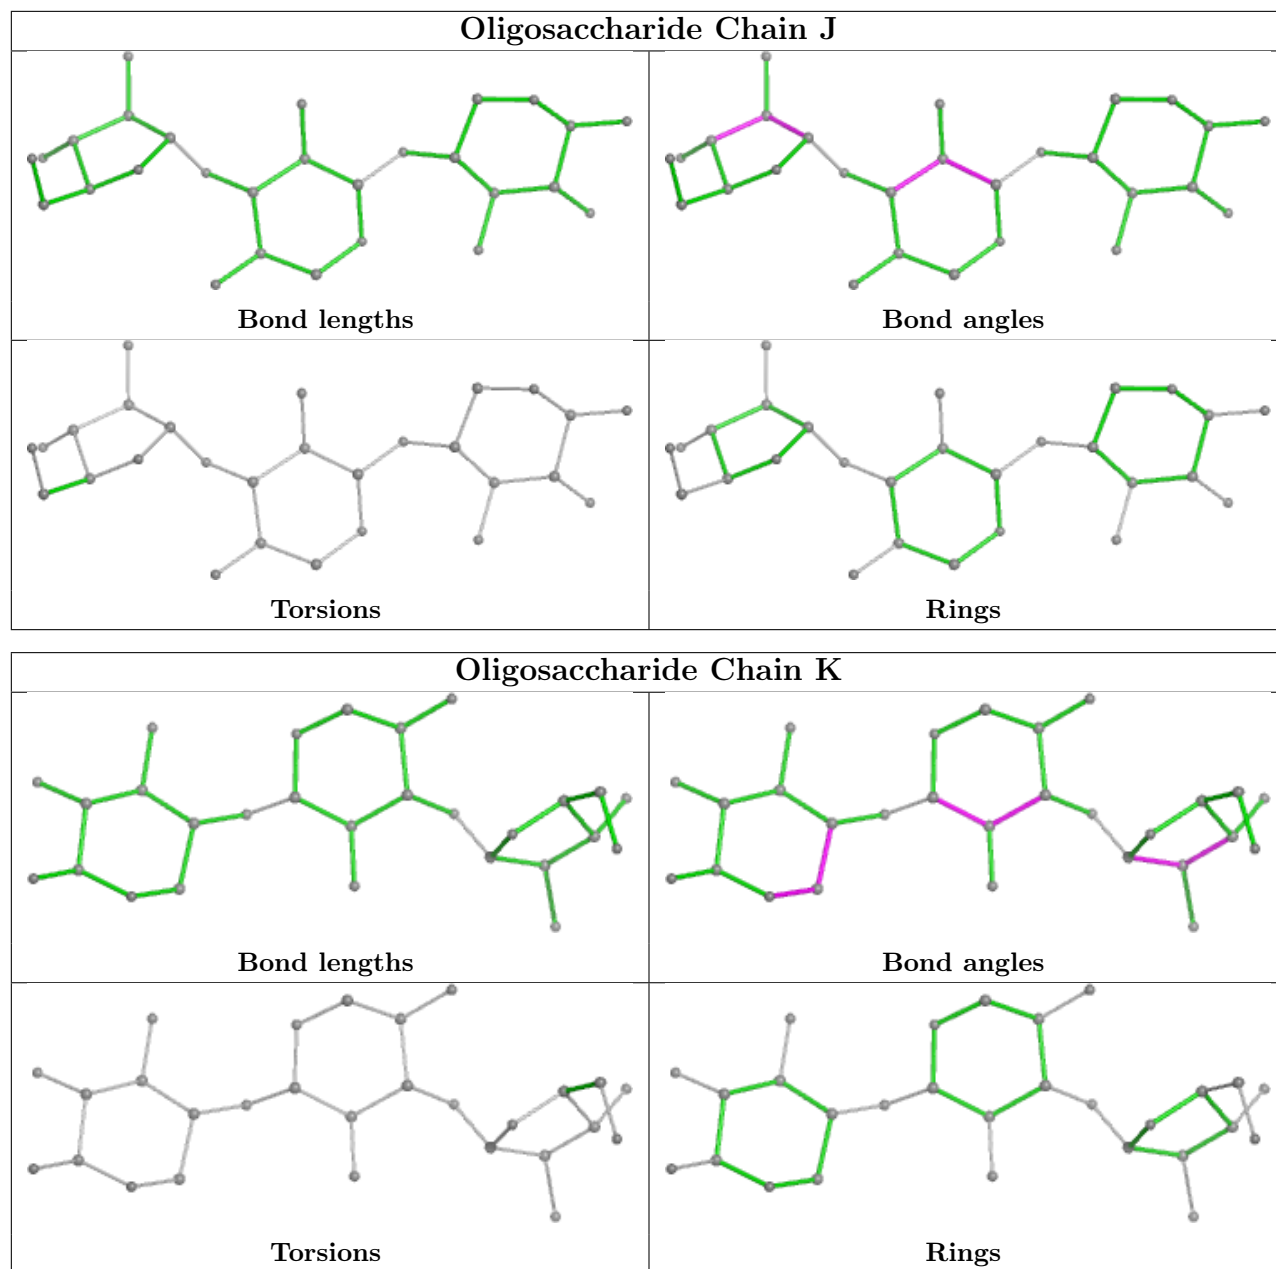 Oligosaccharide Chain J
Bond lengths
Bond angles
Torsions
Rings
Oligosaccharide Chain K
Bond lengths
Bond angles
Torsions
Rings